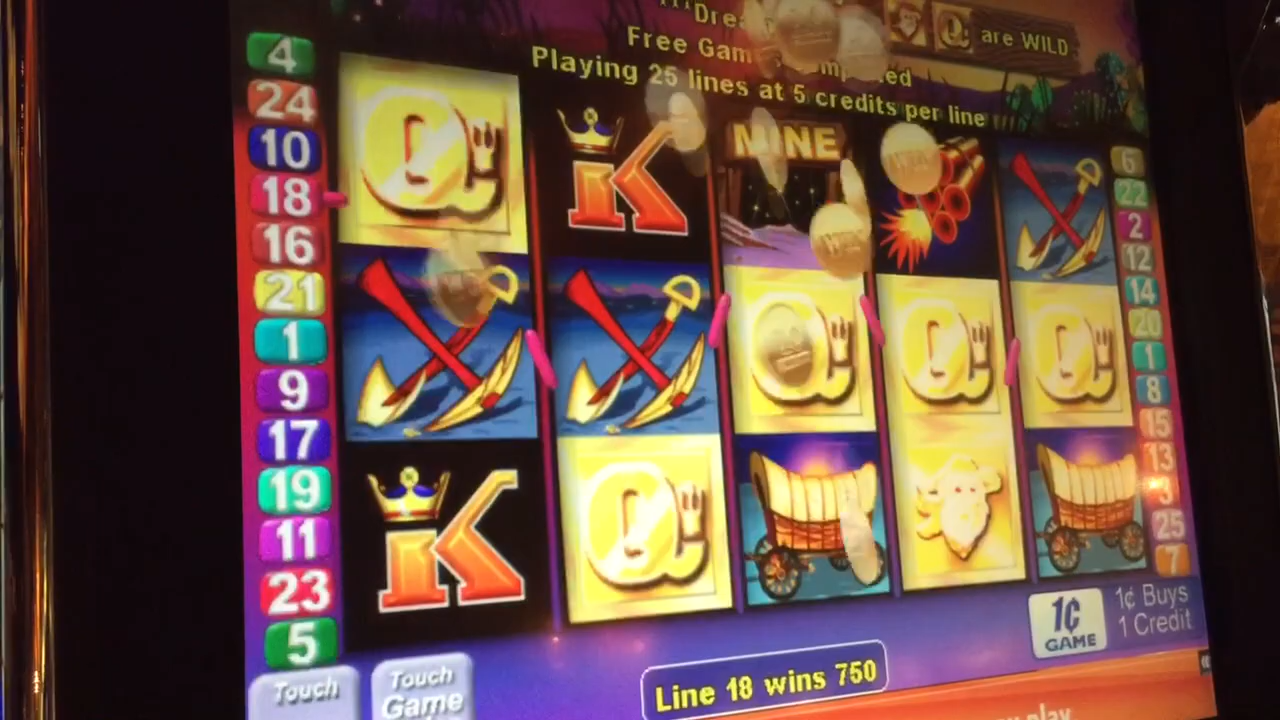 are WILD
Free
Playing 25 lines at 5 credits per line
4
24
10
18
16
21
1
9
17
19
11
23
5
Q
K
MINE
Q
Q
Q
K
Q
6
22
2
12
14
20
1
8
15
13
3
25
7
1¢
GAME
1¢ Buys
1 Credit
Line 18 wins 750
Touch
Touch
Game
play